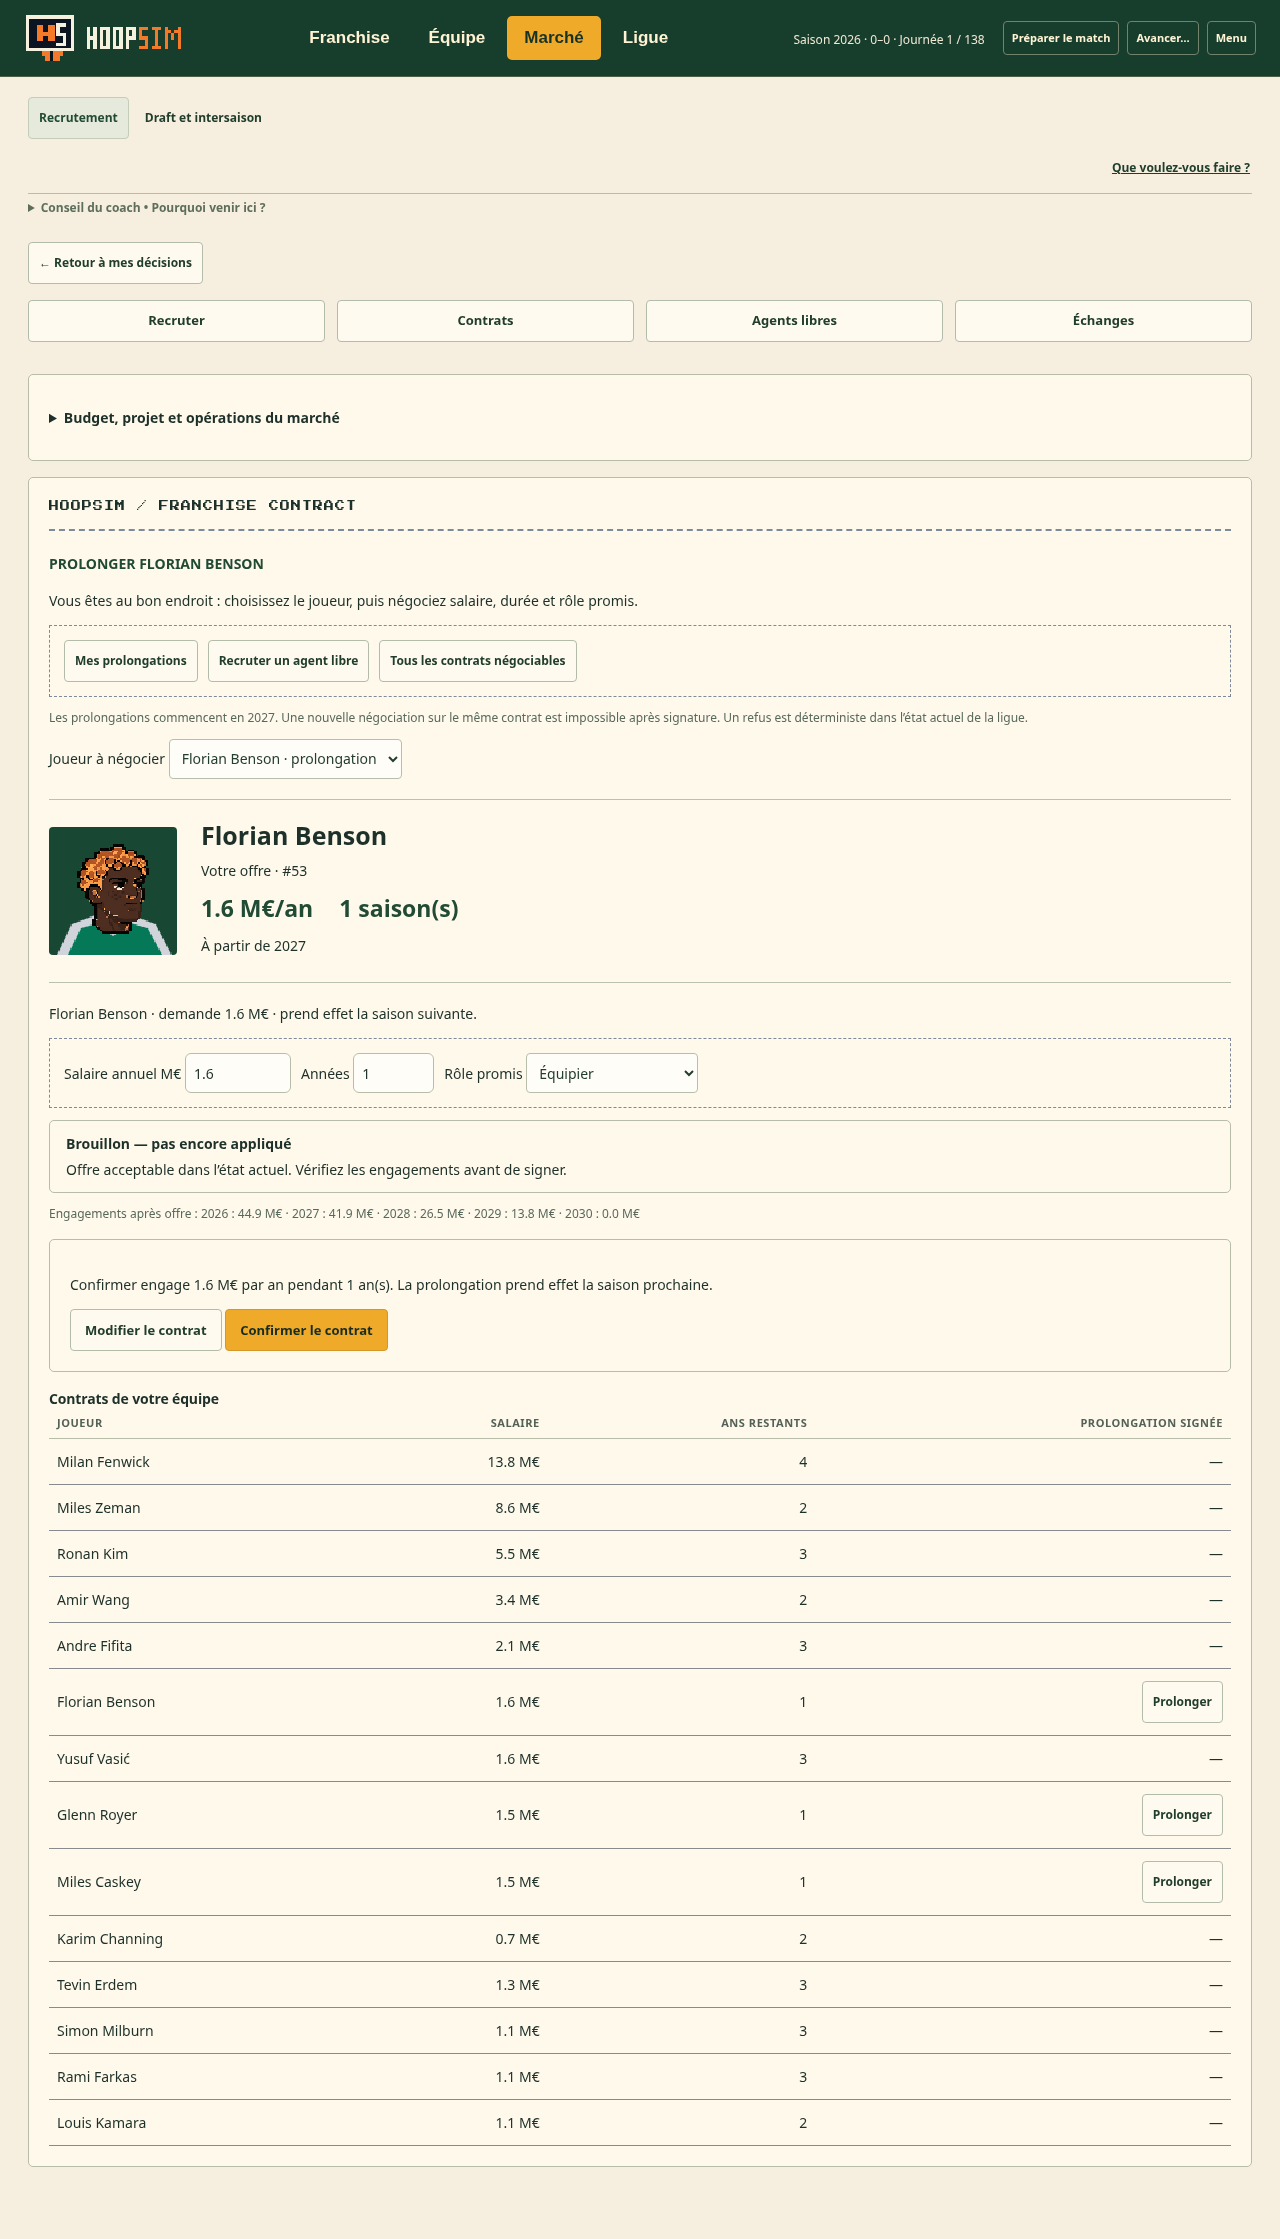 HS HOOPSIM Franchise Équipe Marché Ligue Saison 2026 · 0–0 · Journée 1 / 138 Préparer le match Avancer… Menu
Recrutement Draft et intersaison
Que voulez-vous faire ?
▶ Conseil du coach • Pourquoi venir ici ?
← Retour à mes décisions
Recruter Contrats Agents libres Échanges
▶ Budget, projet et opérations du marché
HOOPSIM / FRANCHISE CONTRACT
PROLONGER FLORIAN BENSON
Vous êtes au bon endroit : choisissez le joueur, puis négociez salaire, durée et rôle promis.
Mes prolongations Recruter un agent libre Tous les contrats négociables
Les prolongations commencent en 2027. Une nouvelle négociation sur le même contrat est impossible après signature. Un refus est déterministe dans l’état actuel de la ligue.
Joueur à négocier Florian Benson · prolongation
Florian Benson
Votre offre · #53
1.6 M€/an 1 saison(s)
À partir de 2027
Florian Benson · demande 1.6 M€ · prend effet la saison suivante.
Salaire annuel M€ 1.6 Années 1 Rôle promis Équipier
Brouillon — pas encore appliqué
Offre acceptable dans l’état actuel. Vérifiez les engagements avant de signer.
Engagements après offre : 2026 : 44.9 M€ · 2027 : 41.9 M€ · 2028 : 26.5 M€ · 2029 : 13.8 M€ · 2030 : 0.0 M€
Confirmer engage 1.6 M€ par an pendant 1 an(s). La prolongation prend effet la saison prochaine.
Modifier le contrat Confirmer le contrat
Contrats de votre équipe
JOUEUR SALAIRE ANS RESTANTS PROLONGATION SIGNÉE
Milan Fenwick 13.8 M€ 4 —
Miles Zeman 8.6 M€ 2 —
Ronan Kim 5.5 M€ 3 —
Amir Wang 3.4 M€ 2 —
Andre Fifita 2.1 M€ 3 —
Florian Benson 1.6 M€ 1 Prolonger
Yusuf Vasić 1.6 M€ 3 —
Glenn Royer 1.5 M€ 1 Prolonger
Miles Caskey 1.5 M€ 1 Prolonger
Karim Channing 0.7 M€ 2 —
Tevin Erdem 1.3 M€ 3 —
Simon Milburn 1.1 M€ 3 —
Rami Farkas 1.1 M€ 3 —
Louis Kamara 1.1 M€ 2 —